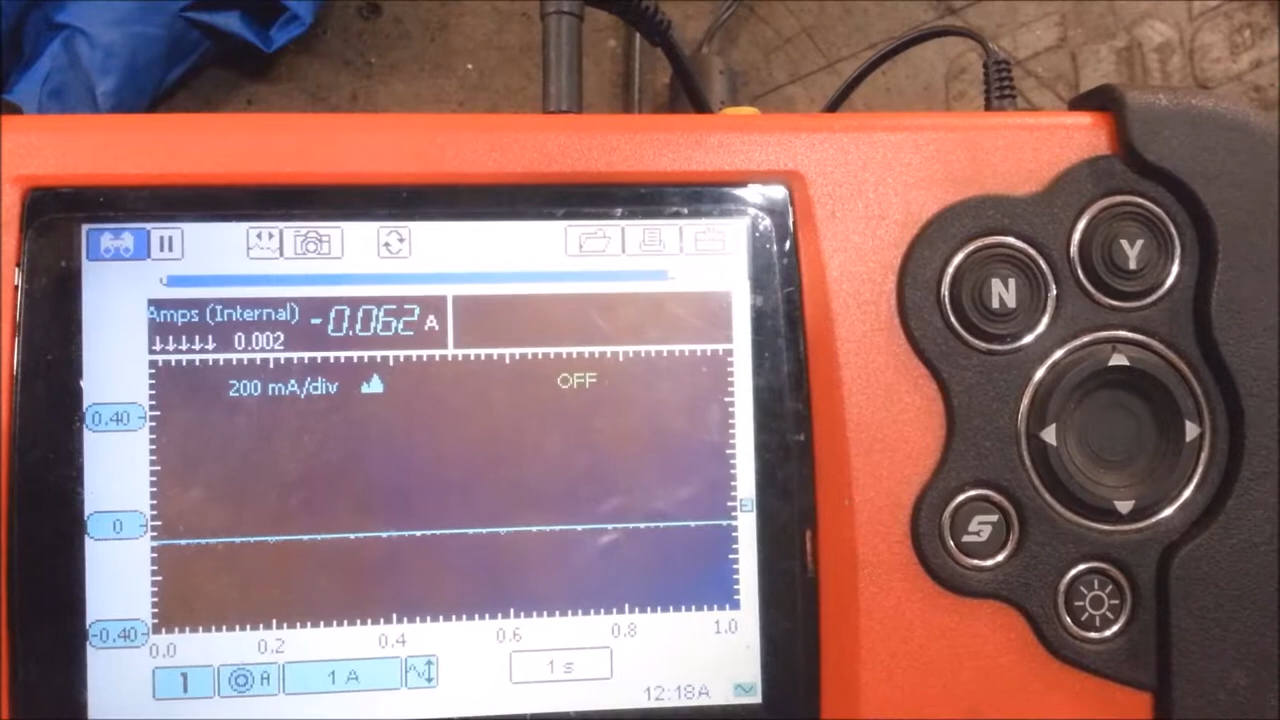 Amps (Internal) -0.062 A
↓↓↓↓↓ 0.002
200 mA/div OFF
0.40
0
-0.40
0.0 0.2 0.4 0.6 0.8 1.0
1 A 1 A 1 s
12:18A
N
Y
S